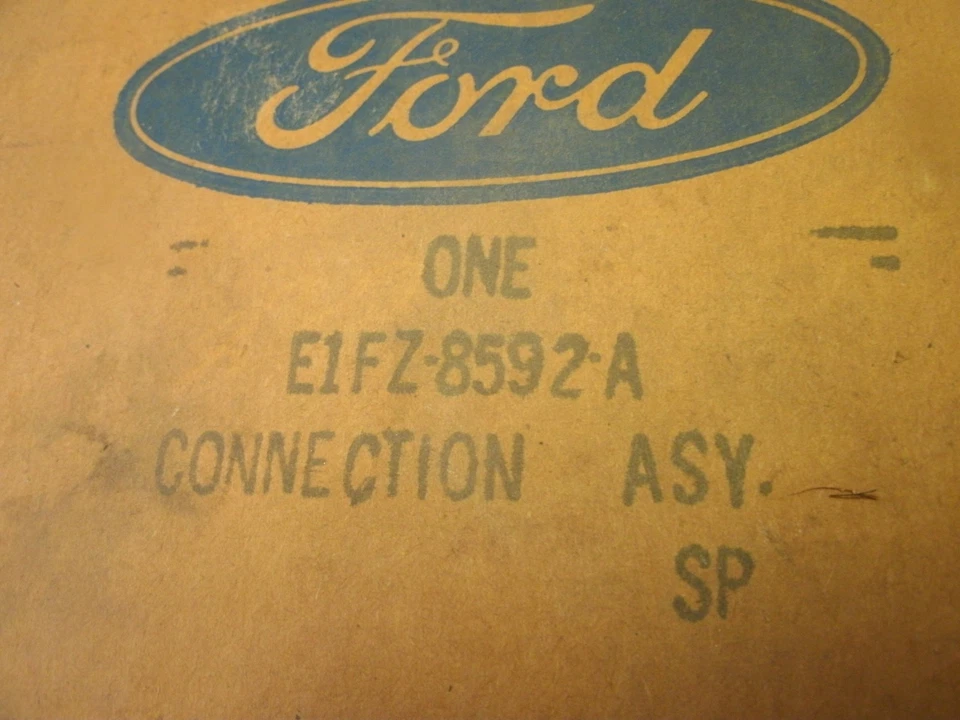 Ford
ONE
E1FZ-8592-A
CONNECTION ASY.
SP